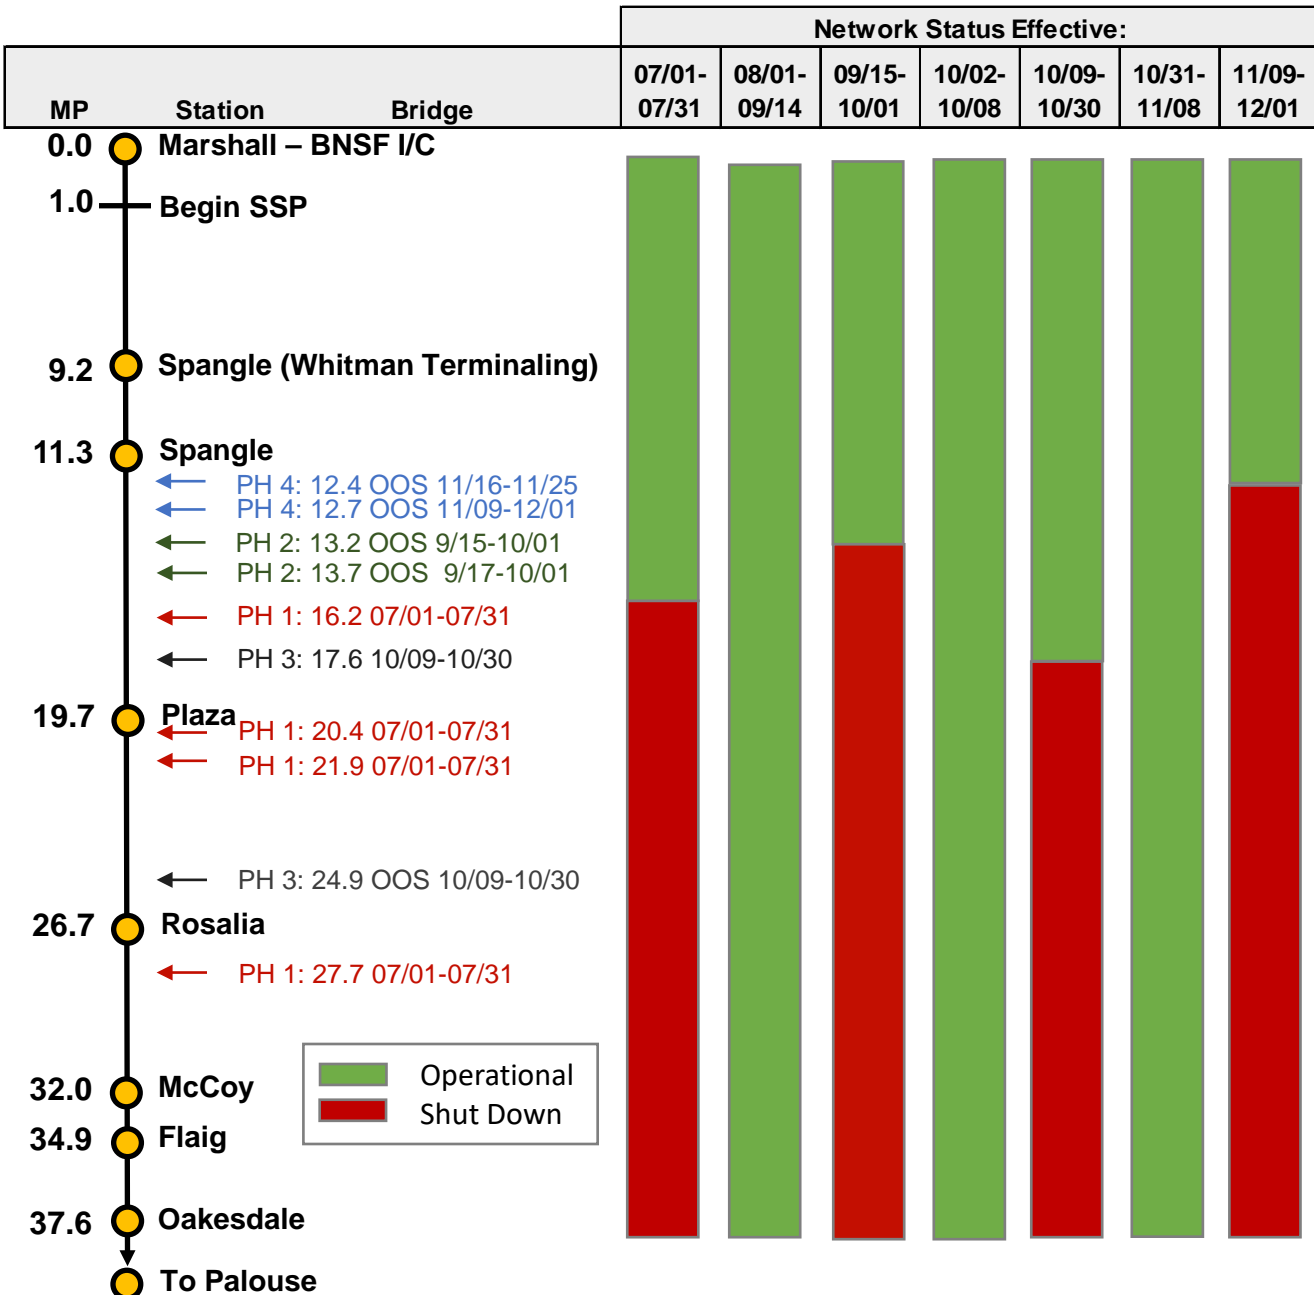 Network Status Effective:
MP Station Bridge 07/01-07/31 08/01-09/14 09/15-10/01 10/02-10/08 10/09-10/30 10/31-11/08 11/09-12/01
0.0 Marshall – BNSF I/C
1.0 Begin SSP
9.2 Spangle (Whitman Terminaling)
11.3 Spangle
PH 4: 12.4 OOS 11/16-11/25
PH 4: 12.7 OOS 11/09-12/01
PH 2: 13.2 OOS 9/15-10/01
PH 2: 13.7 OOS 9/17-10/01
PH 1: 16.2 07/01-07/31
PH 3: 17.6 10/09-10/30
19.7 Plaza
PH 1: 20.4 07/01-07/31
PH 1: 21.9 07/01-07/31
PH 3: 24.9 OOS 10/09-10/30
26.7 Rosalia
PH 1: 27.7 07/01-07/31
Operational
Shut Down
32.0 McCoy
34.9 Flaig
37.6 Oakesdale
To Palouse